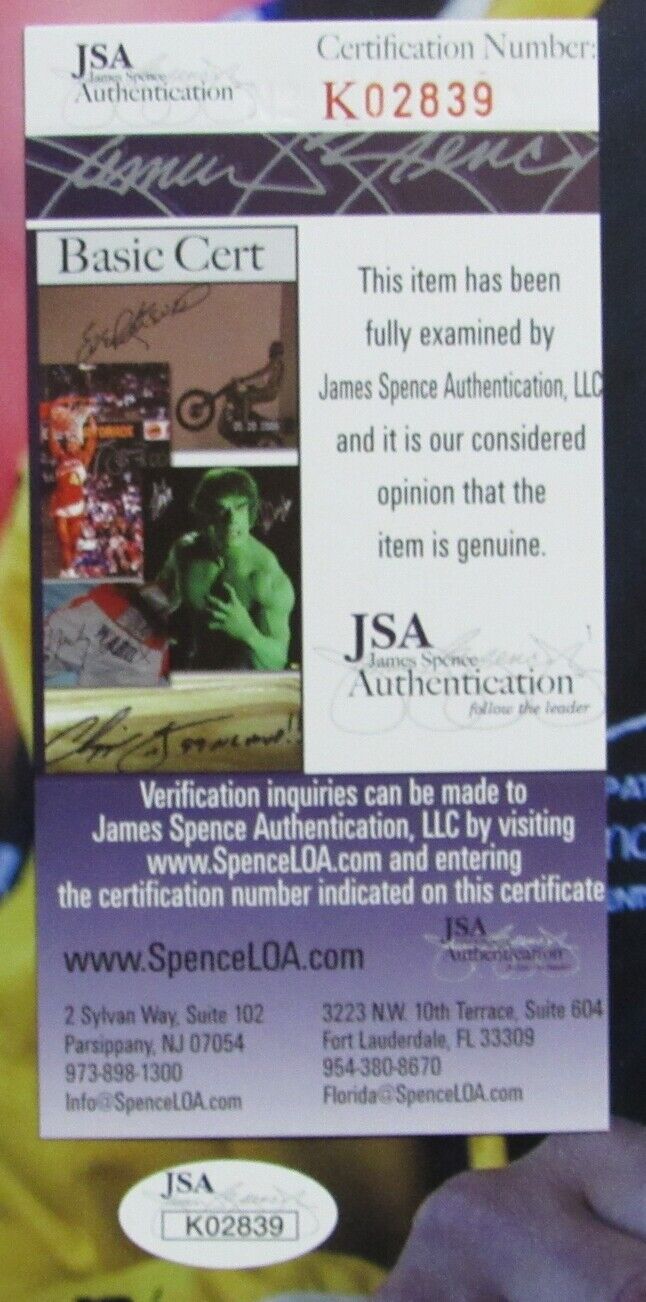 JSA
James Spence
Authentication
Certification Number:
K02839
James Spence
Basic Cert
This item has been
fully examined by
James Spence Authentication, LLC
and it is our considered
opinion that the
item is genuine.
JSA
James Spence
Authentication
follow the leader
Verification inquiries can be made to
James Spence Authentication, LLC by visiting
www.SpenceLOA.com and entering
the certification number indicated on this certificate
www.SpenceLOA.com
JSA
Authentication
2 Sylvan Way, Suite 102
Parsippany, NJ 07054
973-898-1300
Info@SpenceLOA.com
3223 N.W. 10th Terrace, Suite 604
Fort Lauderdale, FL 33309
954-380-8670
Florida@SpenceLOA.com
JSA
K02839